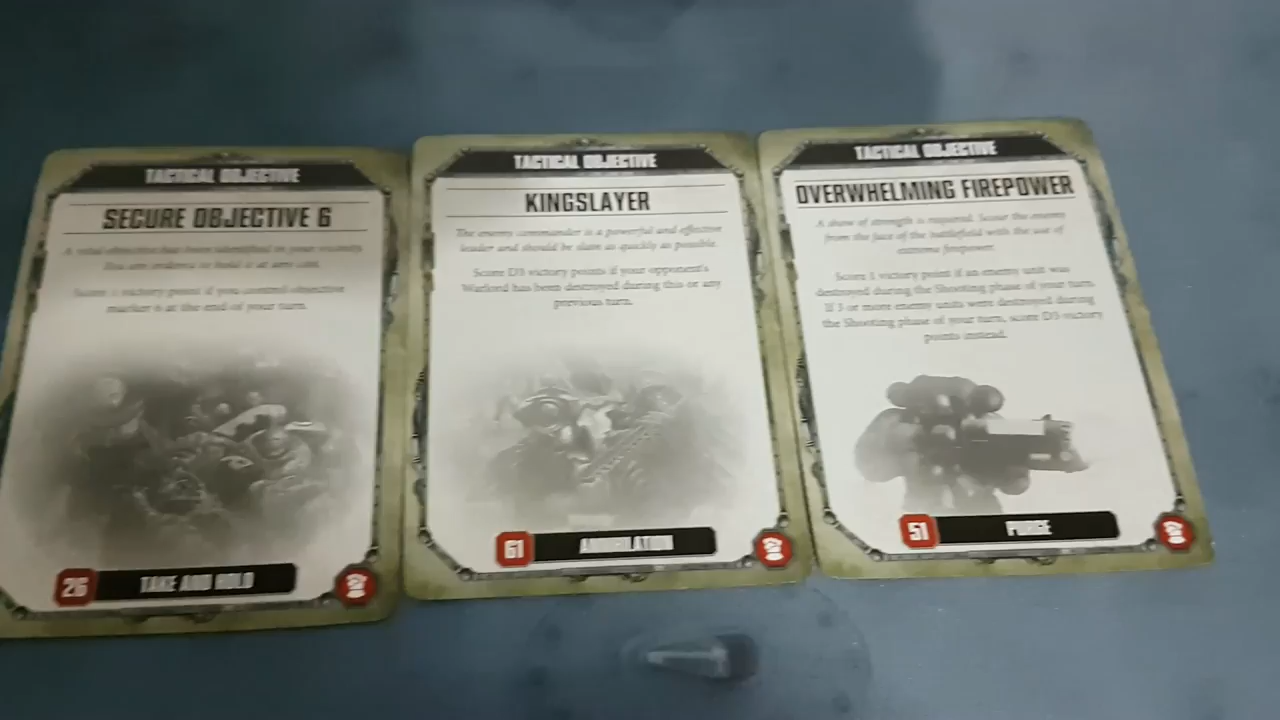 TACTICAL OBJECTIVE
SECURE OBJECTIVE 6
A vital objective has been identified in your vicinity.
You are orders to hold it at any cost.
Score 1 victory point if you control objective
marker 6 at the end of your turn.
26
TAKE AND HOLD
TACTICAL OBJECTIVE
KINGSLAYER
The enemy commander is a powerful and effective
leader and should be slain as quickly as possible.
Score D3 victory points if your opponent's
Warlord has been destroyed during this or any
previous turn.
61
ANNIHILATION
TACTICAL OBJECTIVE
OVERWHELMING FIREPOWER
A show of strength is required. Scour the enemy
from the face of the battlefield with the use of
extreme firepower.
Score 1 victory point if an enemy unit was
destroyed during the Shooting phase of your turn.
If 3 or more enemy units were destroyed during
the Shooting phase of your turn, score D3 victory
points instead.
51
PURGE